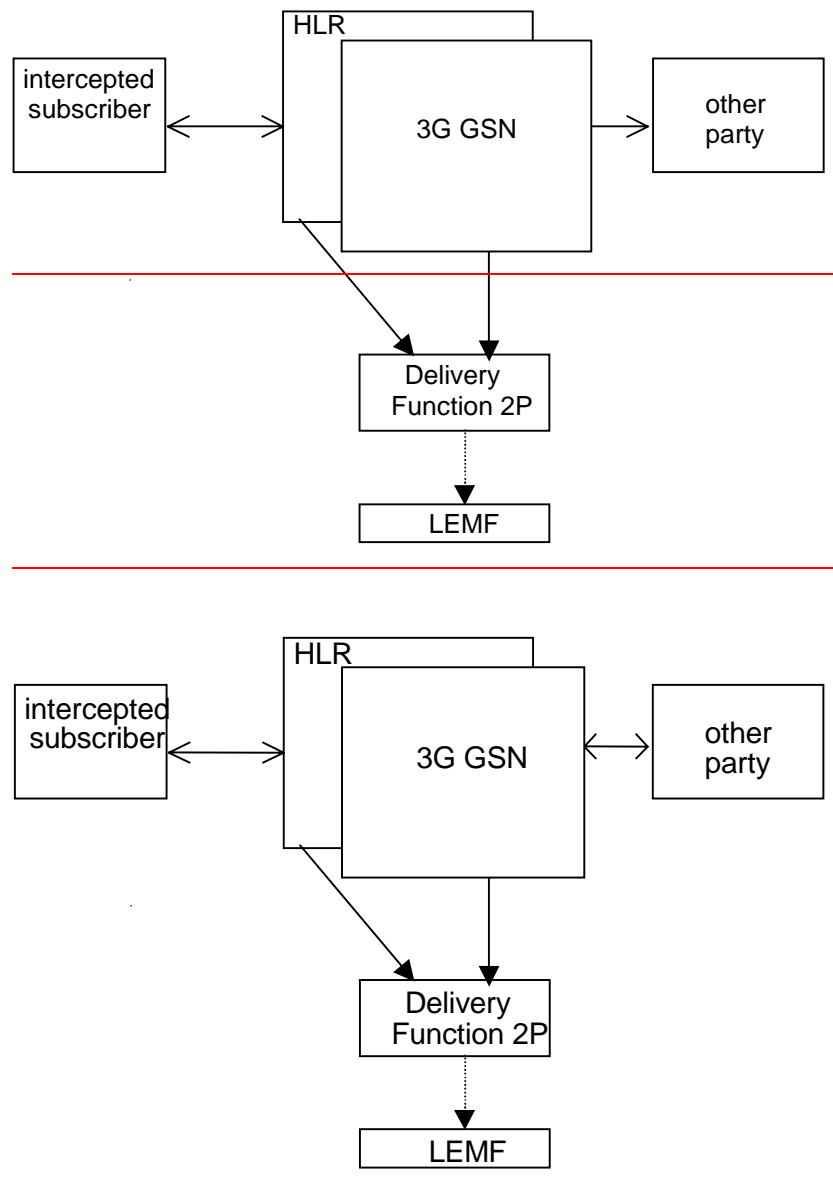 HLR
intercepted
subscriber
3G GSN
other
party
Delivery
Function 2P
LEMF
HLR
intercepted
subscriber
3G GSN
other
party
Delivery
Function 2P
LEMF